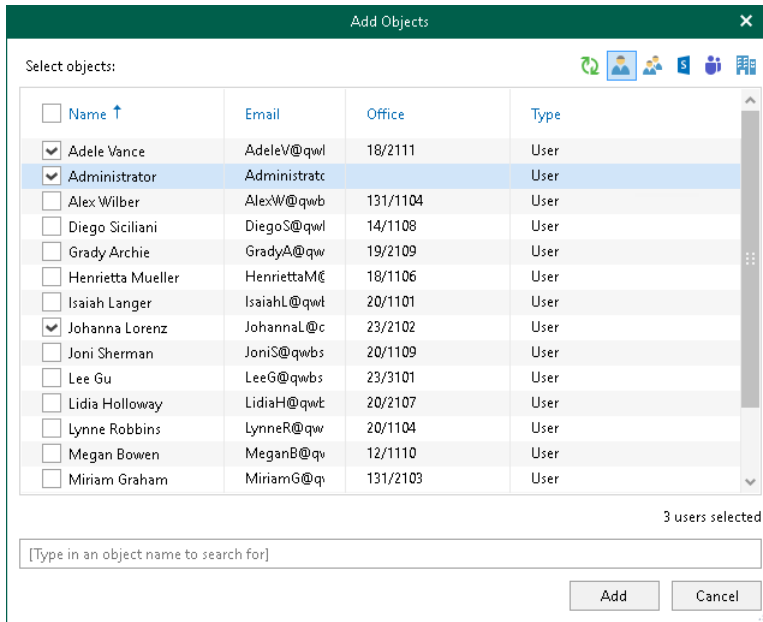 Add Objects
Select objects:
Name Email Office Type
Adele Vance AdeleV@qwl 18/2111 User
Administrator Administratc User
Alex Wilber AlexW@qwb 131/1104 User
Diego Siciliani DiegoS@qwl 14/1108 User
Grady Archie GradyA@qw 19/2109 User
Henrietta Mueller HenriettaM@ 18/1106 User
Isaiah Langer IsaiahL@qwb 20/1101 User
Johanna Lorenz JohannaL@c 23/2102 User
Joni Sherman JoniS@qwbs 20/1109 User
Lee Gu LeeG@qwbs 23/3101 User
Lidia Holloway LidiaH@qwb 20/2107 User
Lynne Robbins LynneR@qw 20/1104 User
Megan Bowen MeganB@qv 12/1110 User
Miriam Graham MiriamG@q 131/2103 User
3 users selected
[Type in an object name to search for]
Add Cancel